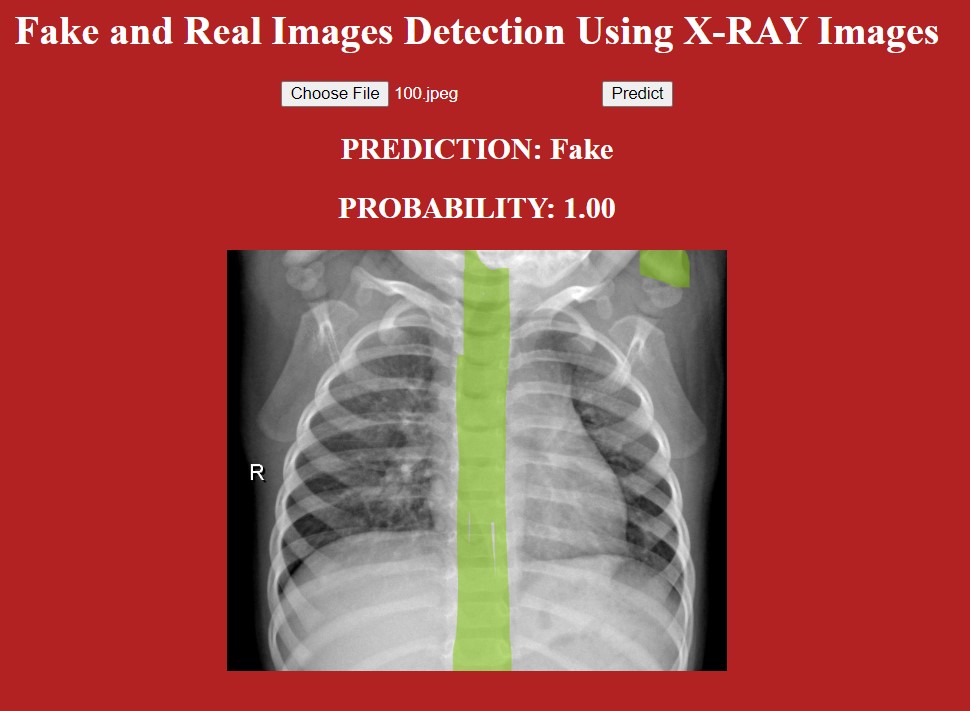 Fake and Real Images Detection Using X-RAY Images
Choose File 100.jpeg Predict
PREDICTION: Fake
PROBABILITY: 1.00
R